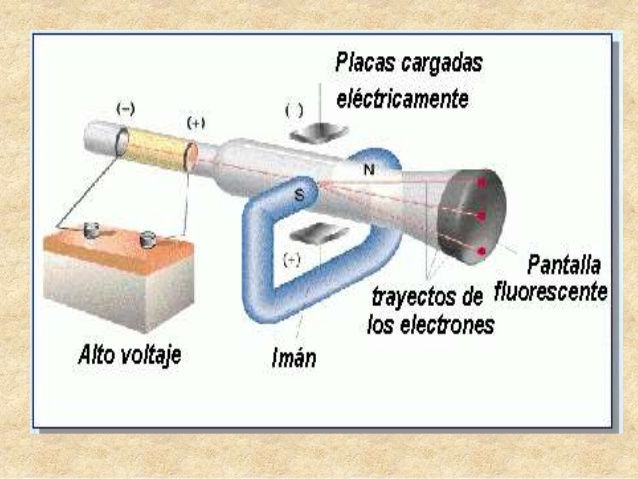 Placas cargadas
eléctricamente
(-)
(+)
(-)
N
S
(+)
Pantalla
fluorescente
trayectos de
los electrones
Alto voltaje
Imán